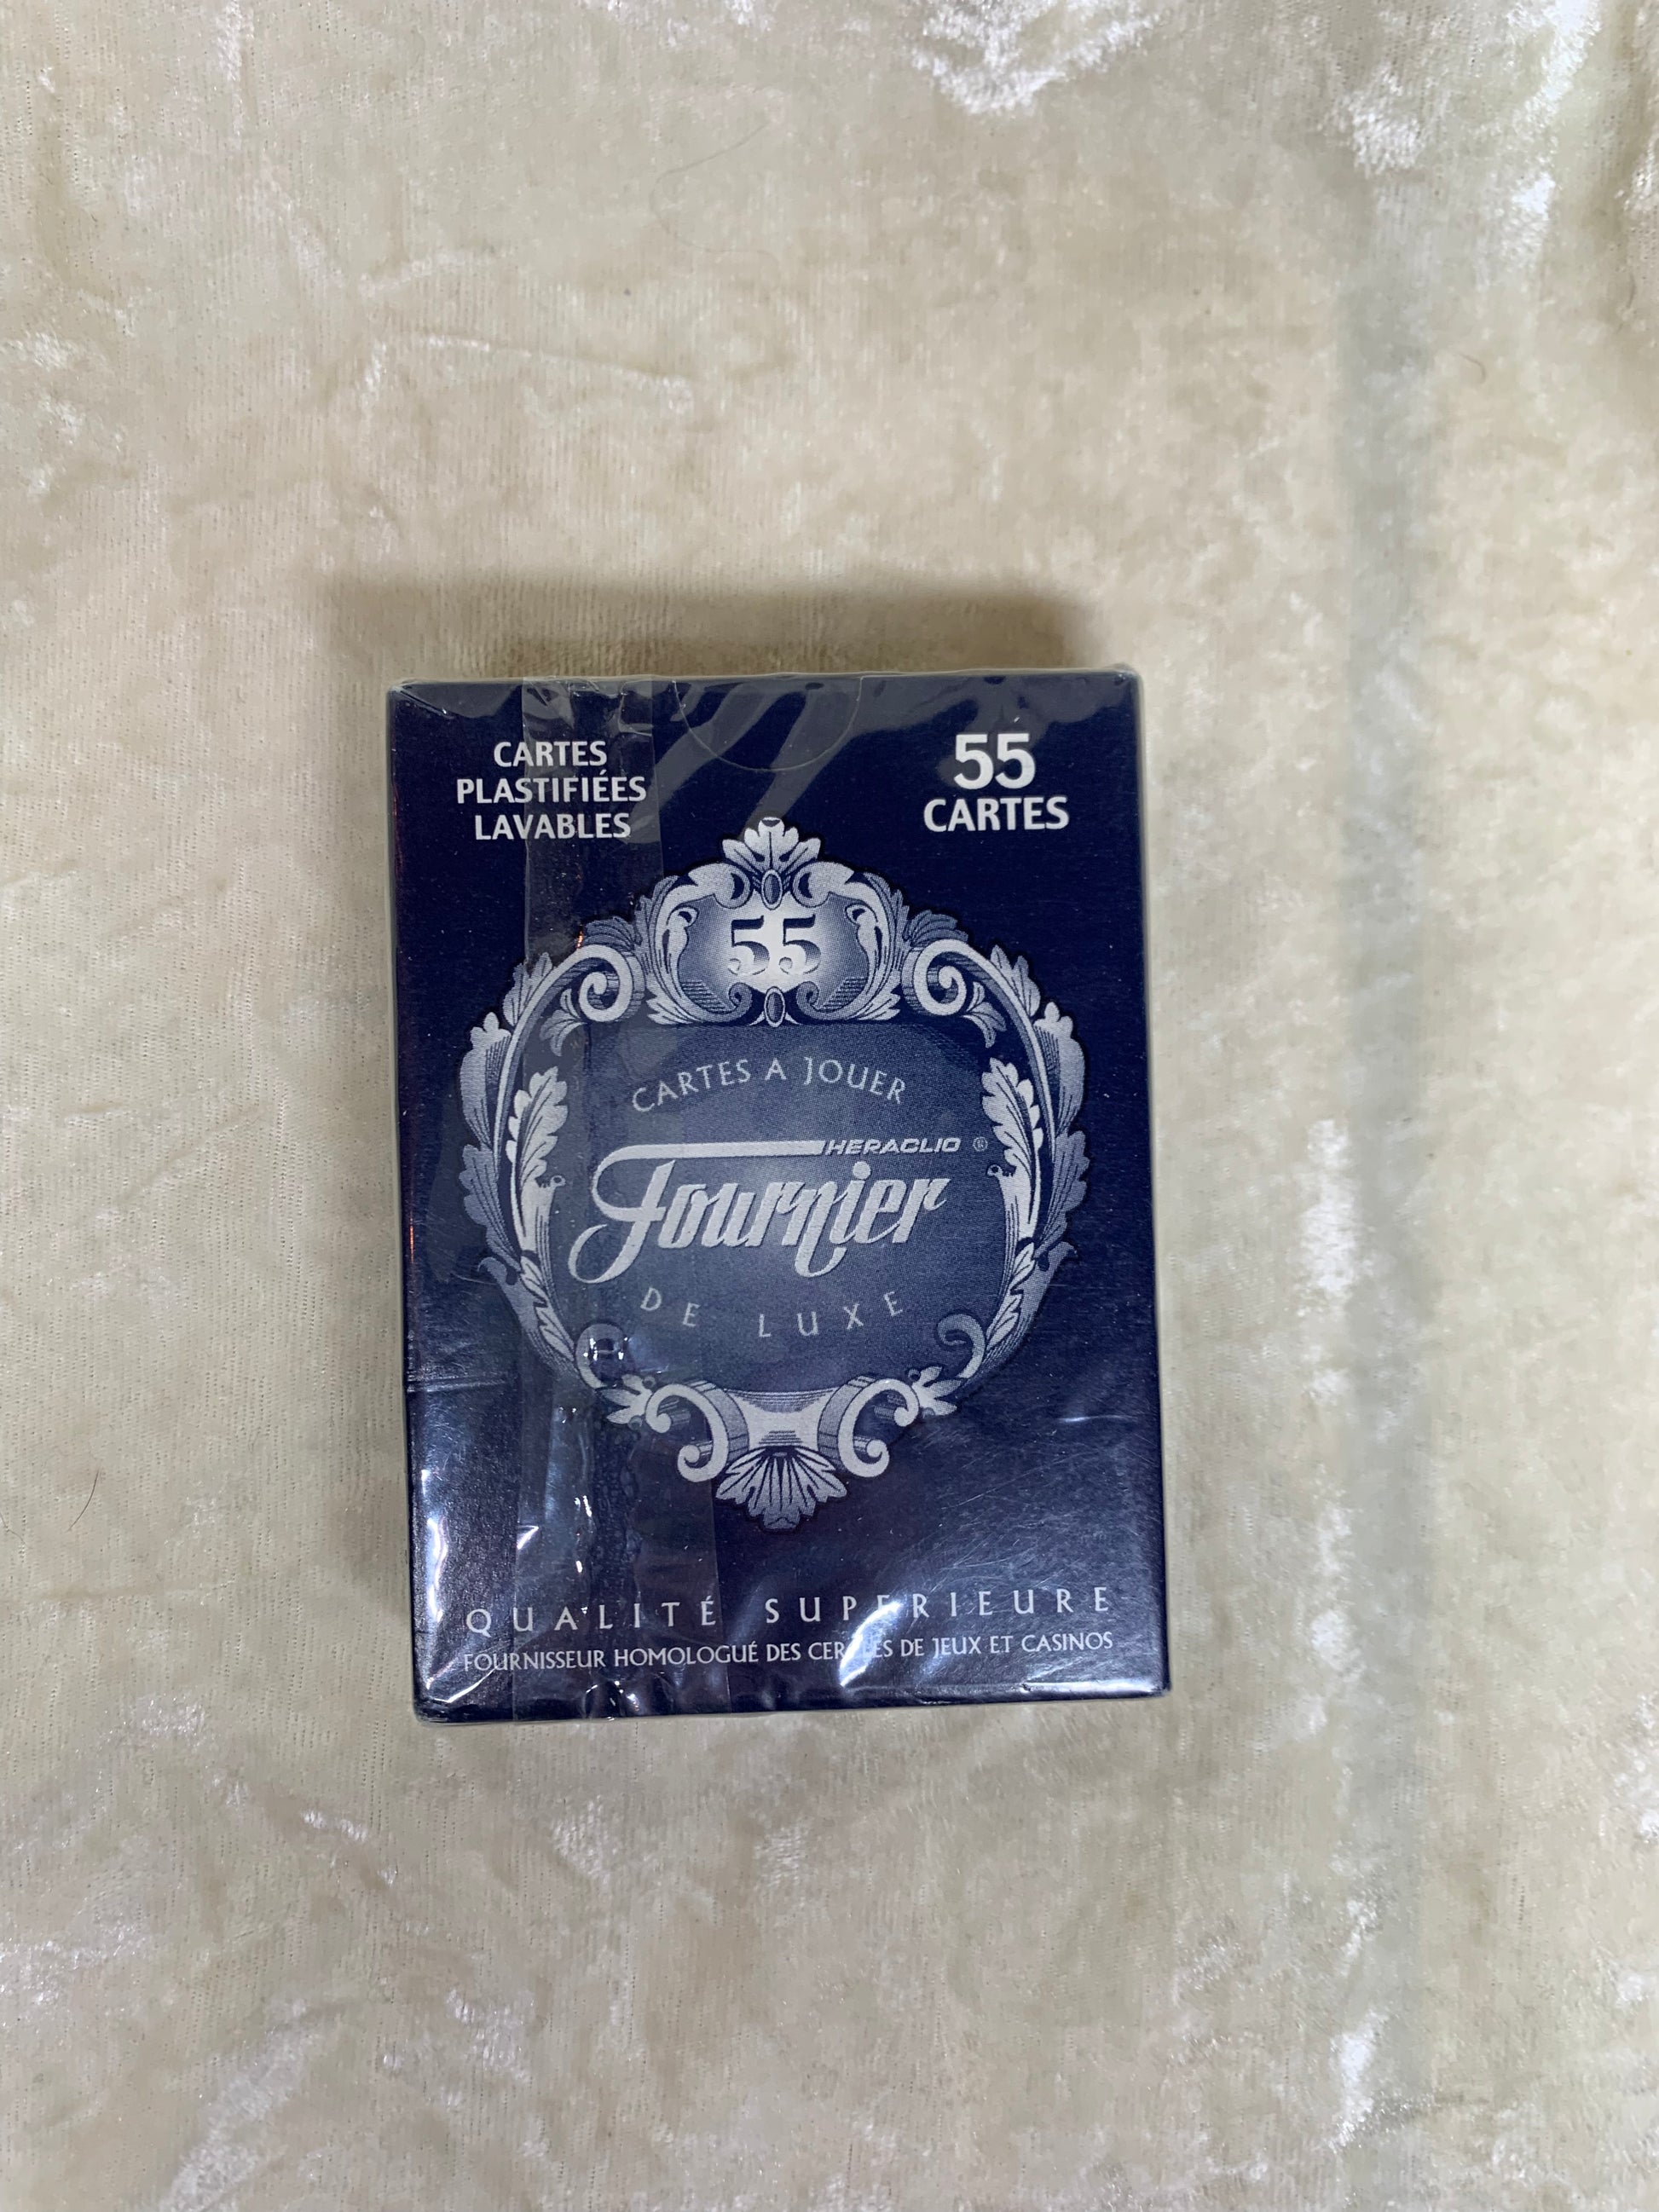 CARTES
PLASTIFIÉES
LAVABLES
55
CARTES
55
CARTES A JOUER
HERACLIO ®
Fournier
DE LUXE
QUALITÉ SUPERIEURE
FOURNISSEUR HOMOLOGUÉ DES CERCLES DE JEUX ET CASINOS